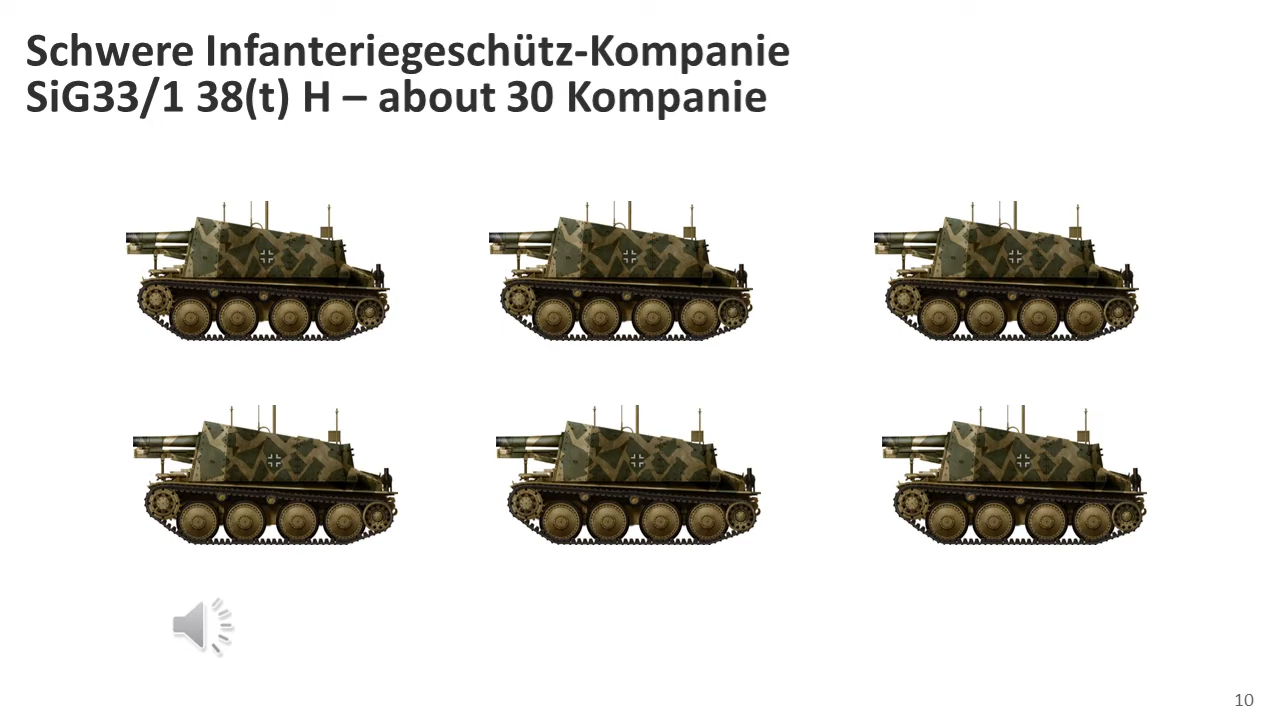 Schwere Infanteriegeschütz-Kompanie
SiG33/1 38(t) H – about 30 Kompanie
10